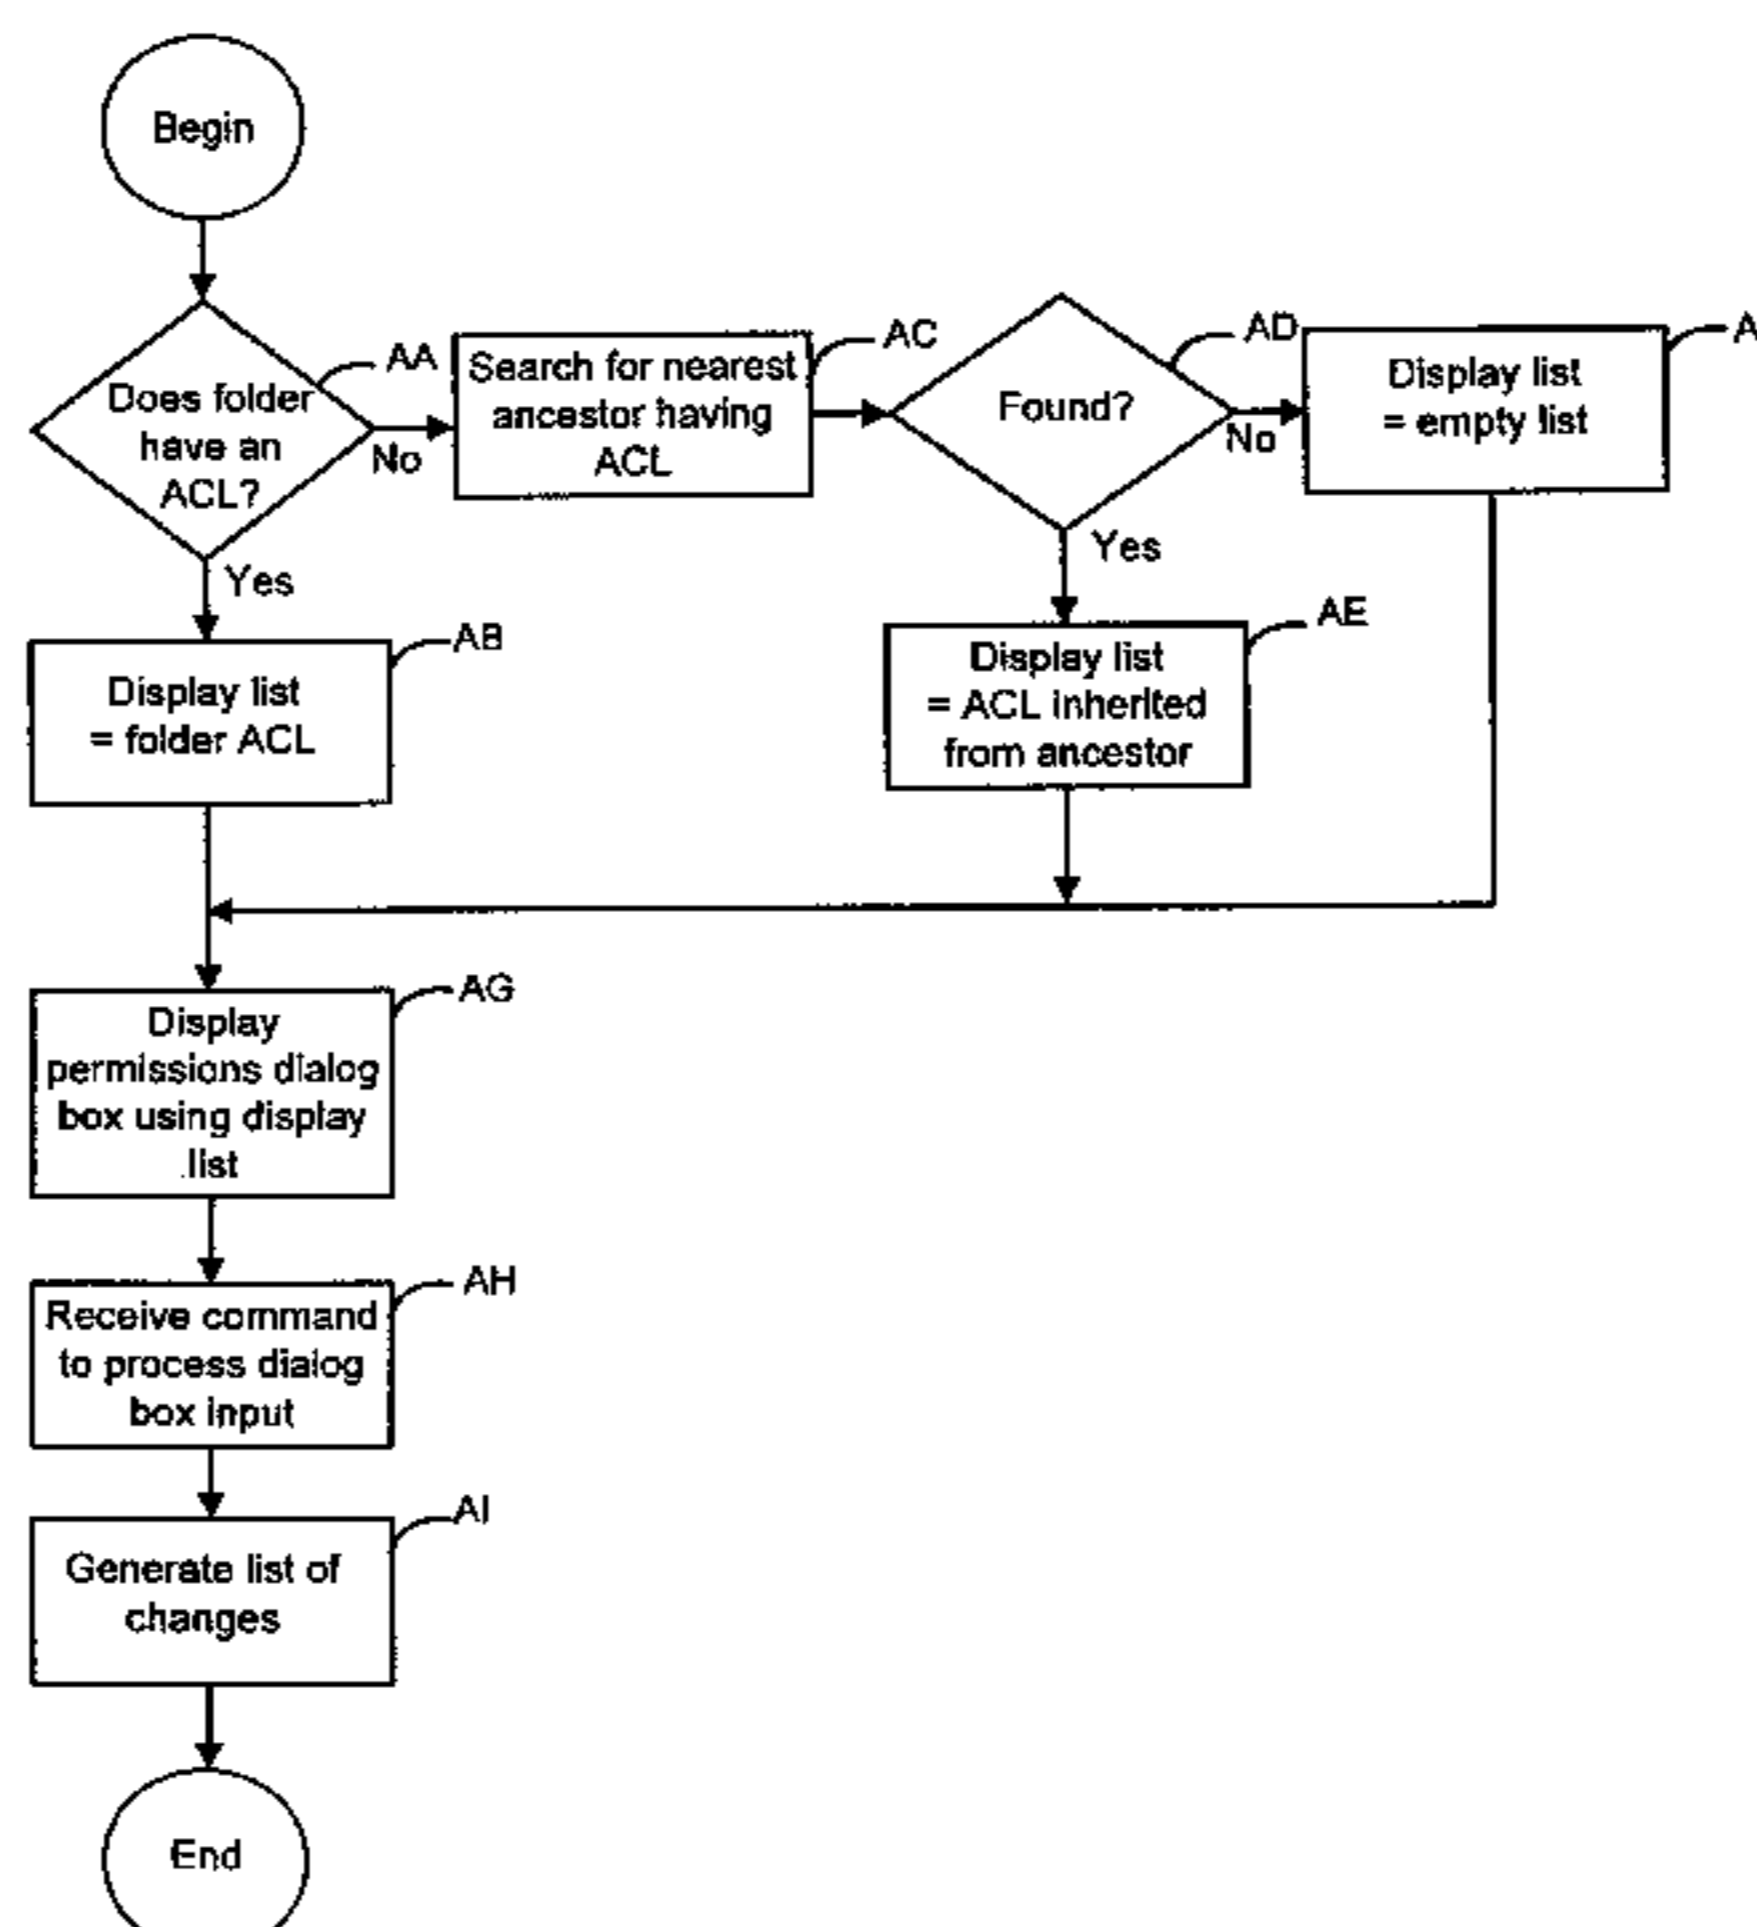 Begin
AA
Does folder
have an
ACL?
No
Yes
AC
Search for nearest
ancestor having
ACL
AD
Found?
No
Yes
A
Display list
= empty list
AB
Display list
= folder ACL
AE
Display list
= ACL inherited
from ancestor
AG
Display
permissions dialog
box using display
list
AH
Receive command
to process dialog
box input
AI
Generate list of
changes
End